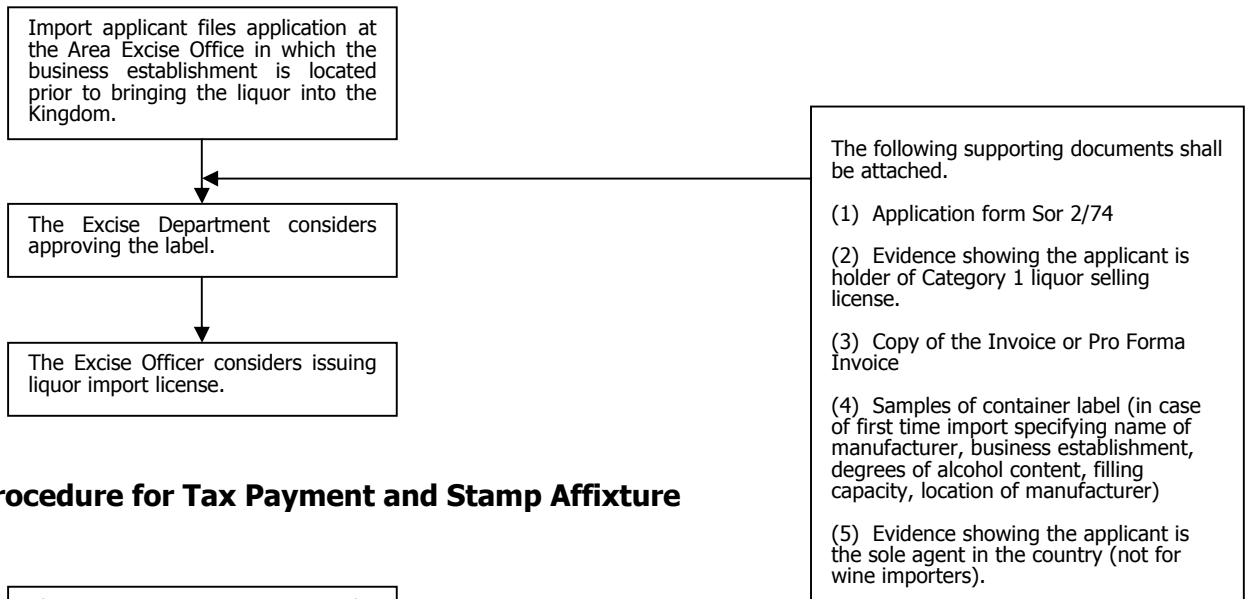 Import applicant files application at
the Area Excise Office in which the
business establishment is located
prior to bringing the liquor into the
Kingdom.
The Excise Department considers
approving the label.
The Excise Officer considers issuing
liquor import license.
The following supporting documents shall
be attached.
(1) Application form Sor 2/74
(2) Evidence showing the applicant is
holder of Category 1 liquor selling
license.
(3) Copy of the Invoice or Pro Forma
Invoice
(4) Samples of container label (in case
of first time import specifying name of
manufacturer, business establishment,
degrees of alcohol content, filling
capacity, location of manufacturer)
(5) Evidence showing the applicant is
the sole agent in the country (not for
wine importers).
rocedure for Tax Payment and Stamp Affixture